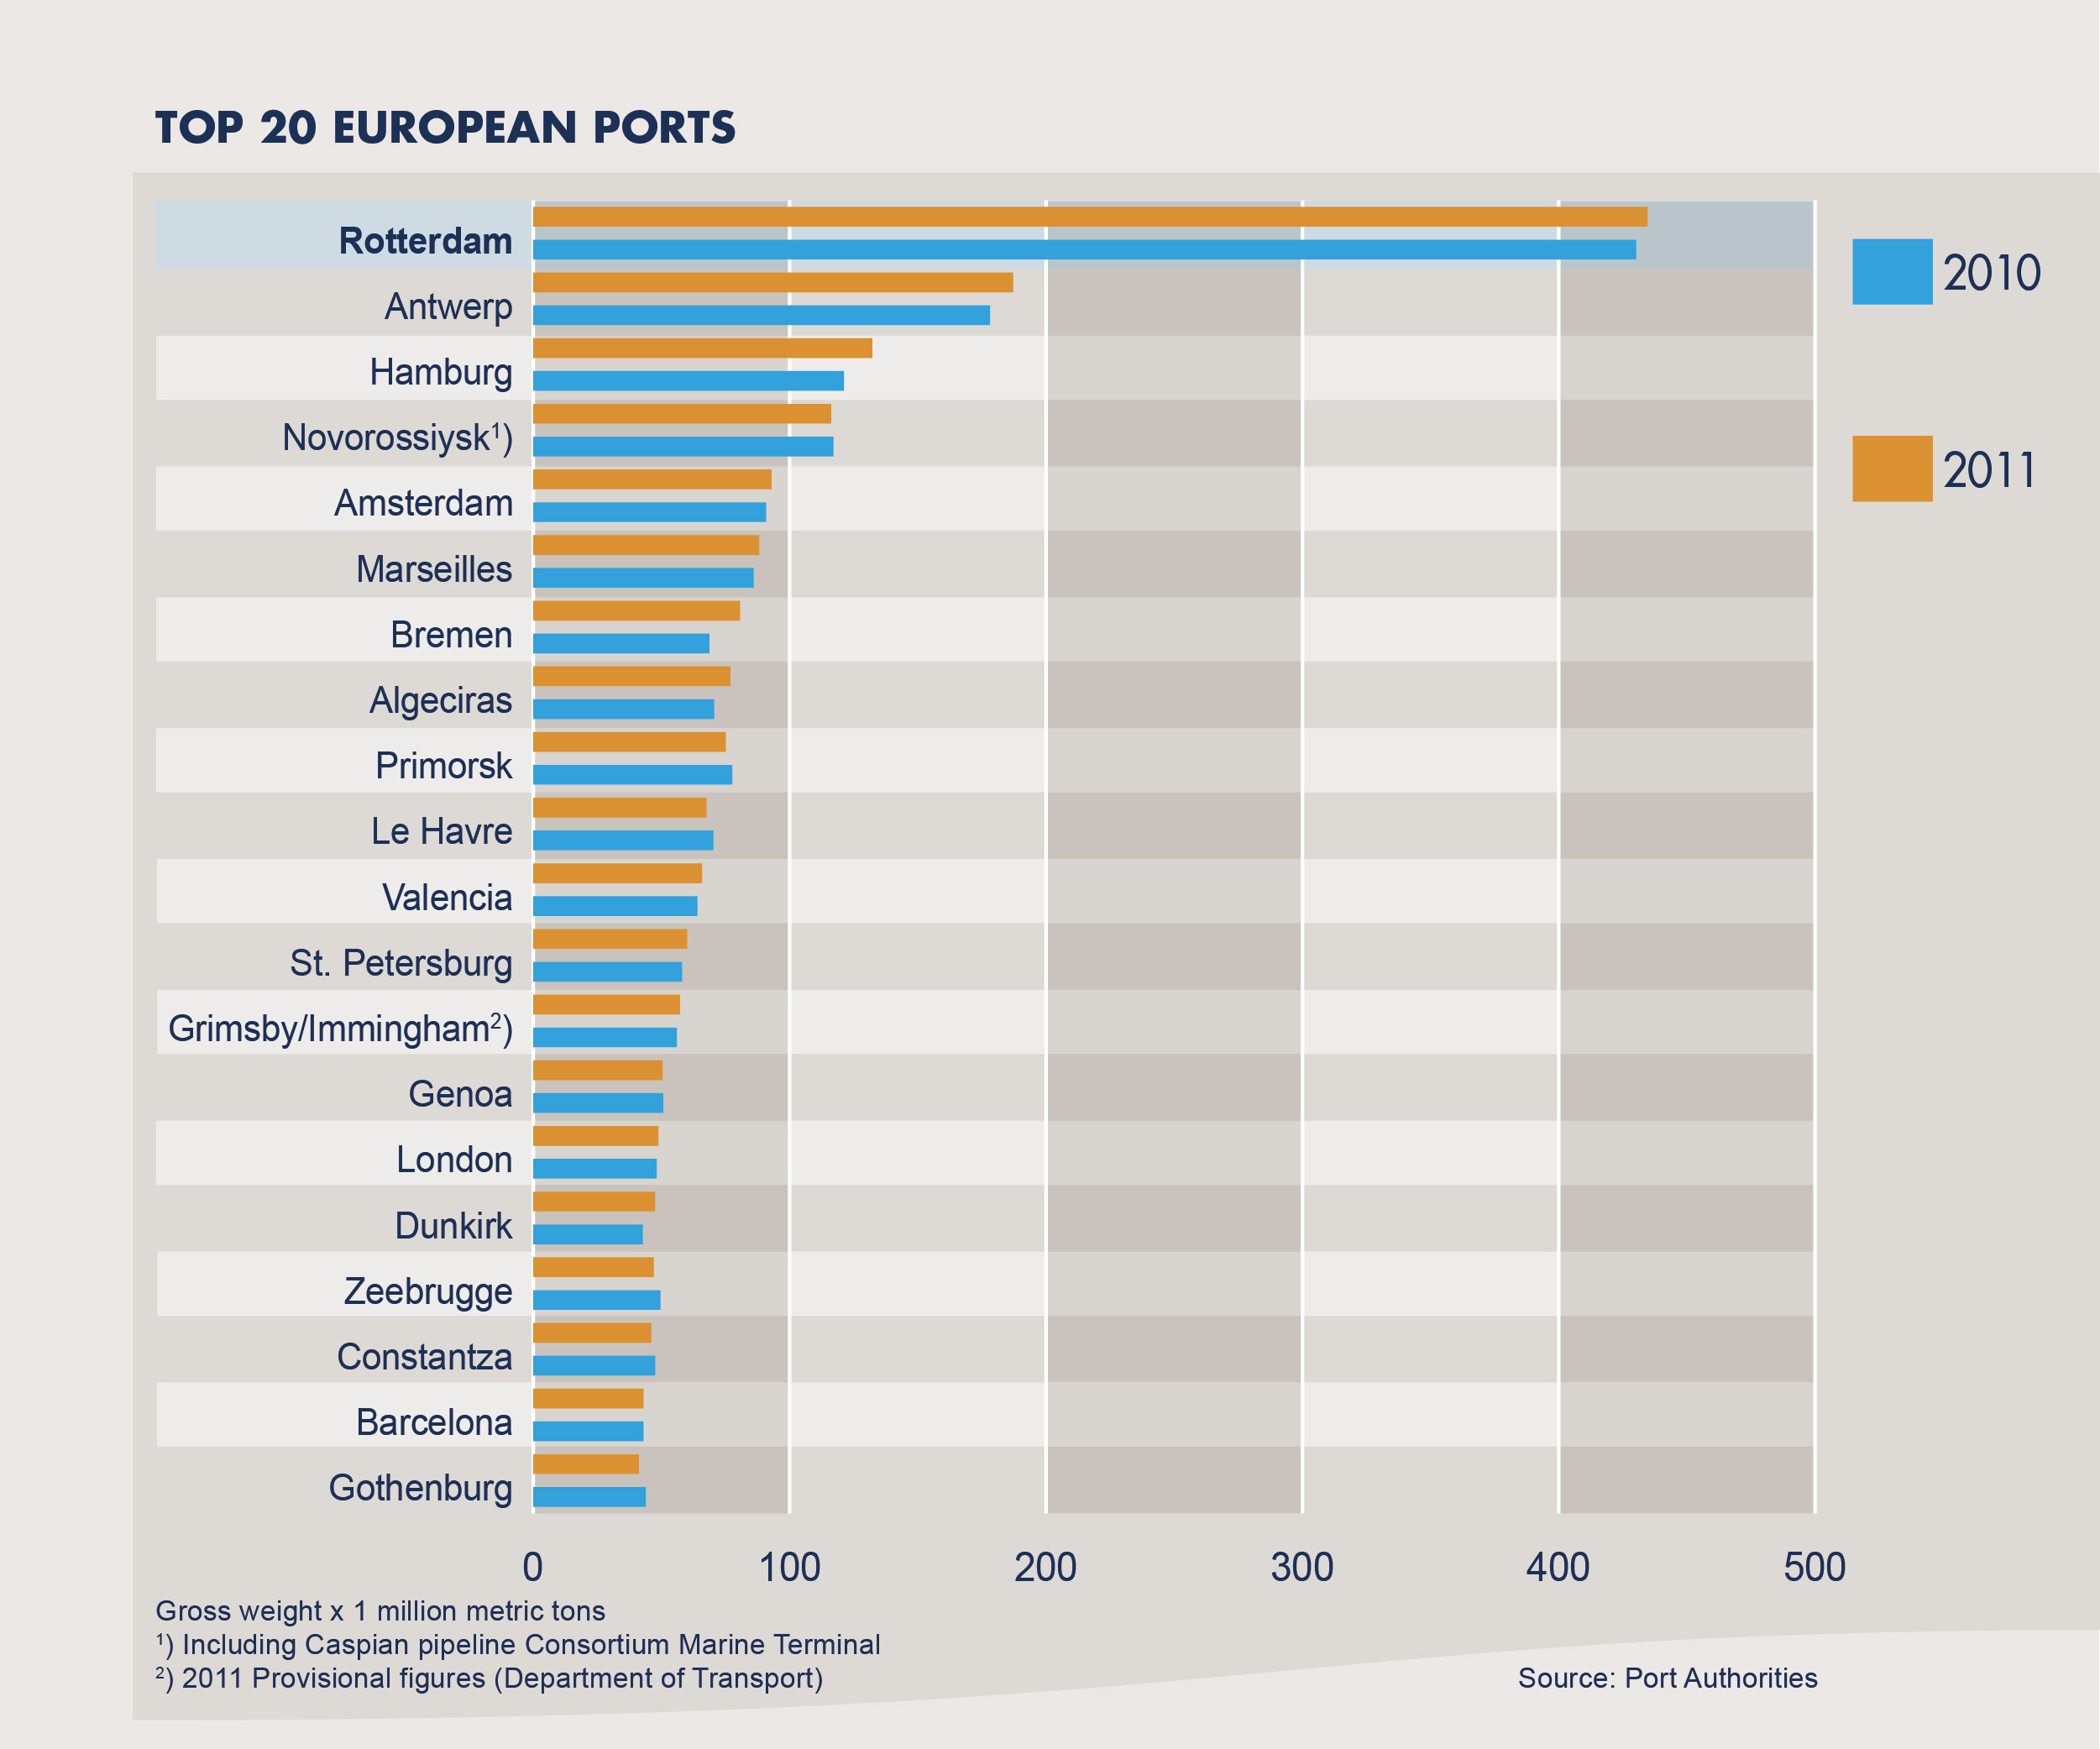 TOP 20 EUROPEAN PORTS
Rotterdam
2010
Antwerp
Hamburg
Novorossiysk¹)
2011
Amsterdam
Marseilles
Bremen
Algeciras
Primorsk
Le Havre
Valencia
St. Petersburg
Grimsby/Immingham²)
Genoa
London
Dunkirk
Zeebrugge
Constantza
Barcelona
Gothenburg
0 100 200 300 400 500
Gross weight x 1 million metric tons
¹) Including Caspian pipeline Consortium Marine Terminal
²) 2011 Provisional figures (Department of Transport)
Source: Port Authorities